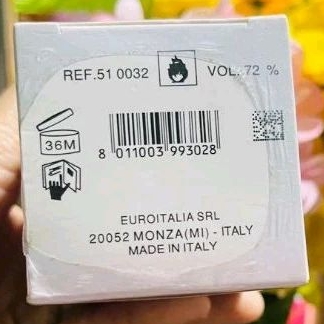 REF.51 0032 VOL. 72 %
36M
8 011003 993028
EUROITALIA SRL
20052 MONZA(MI) - ITALY
MADE IN ITALY